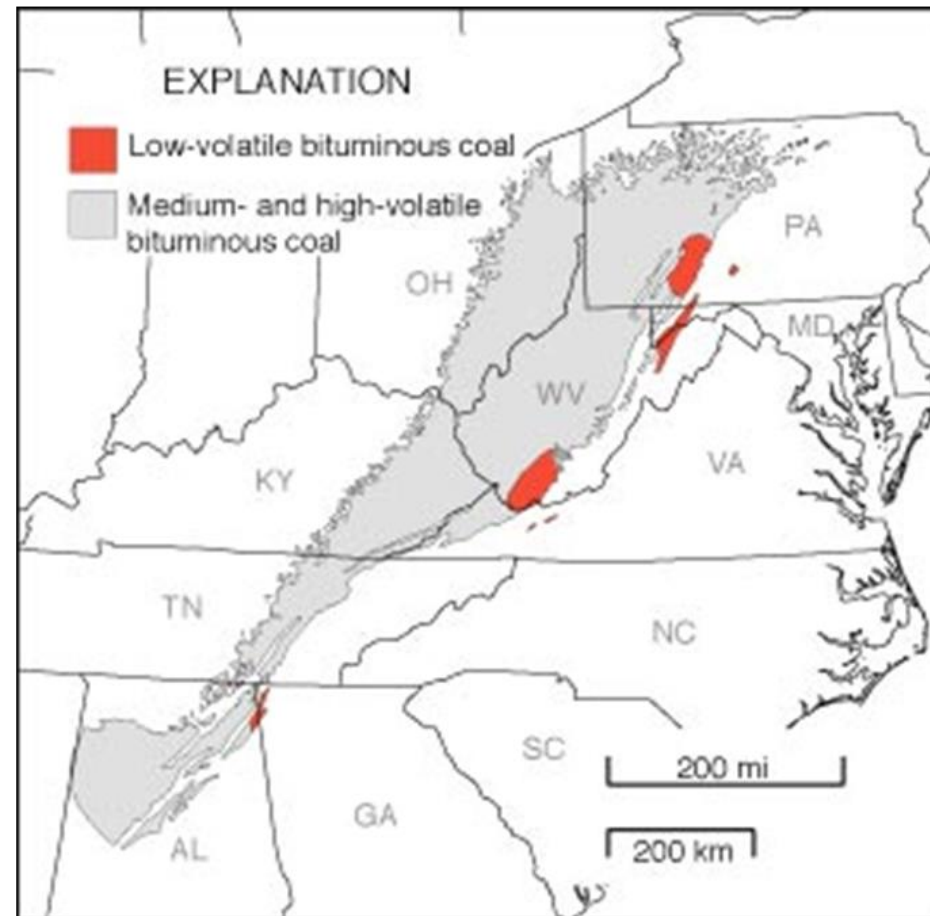 EXPLANATION
Low-volatile bituminous coal
Medium- and high-volatile
bituminous coal
PA
OH
MD
WV
VA
KY
TN
NC
SC
200 mi
GA
AL
200 km